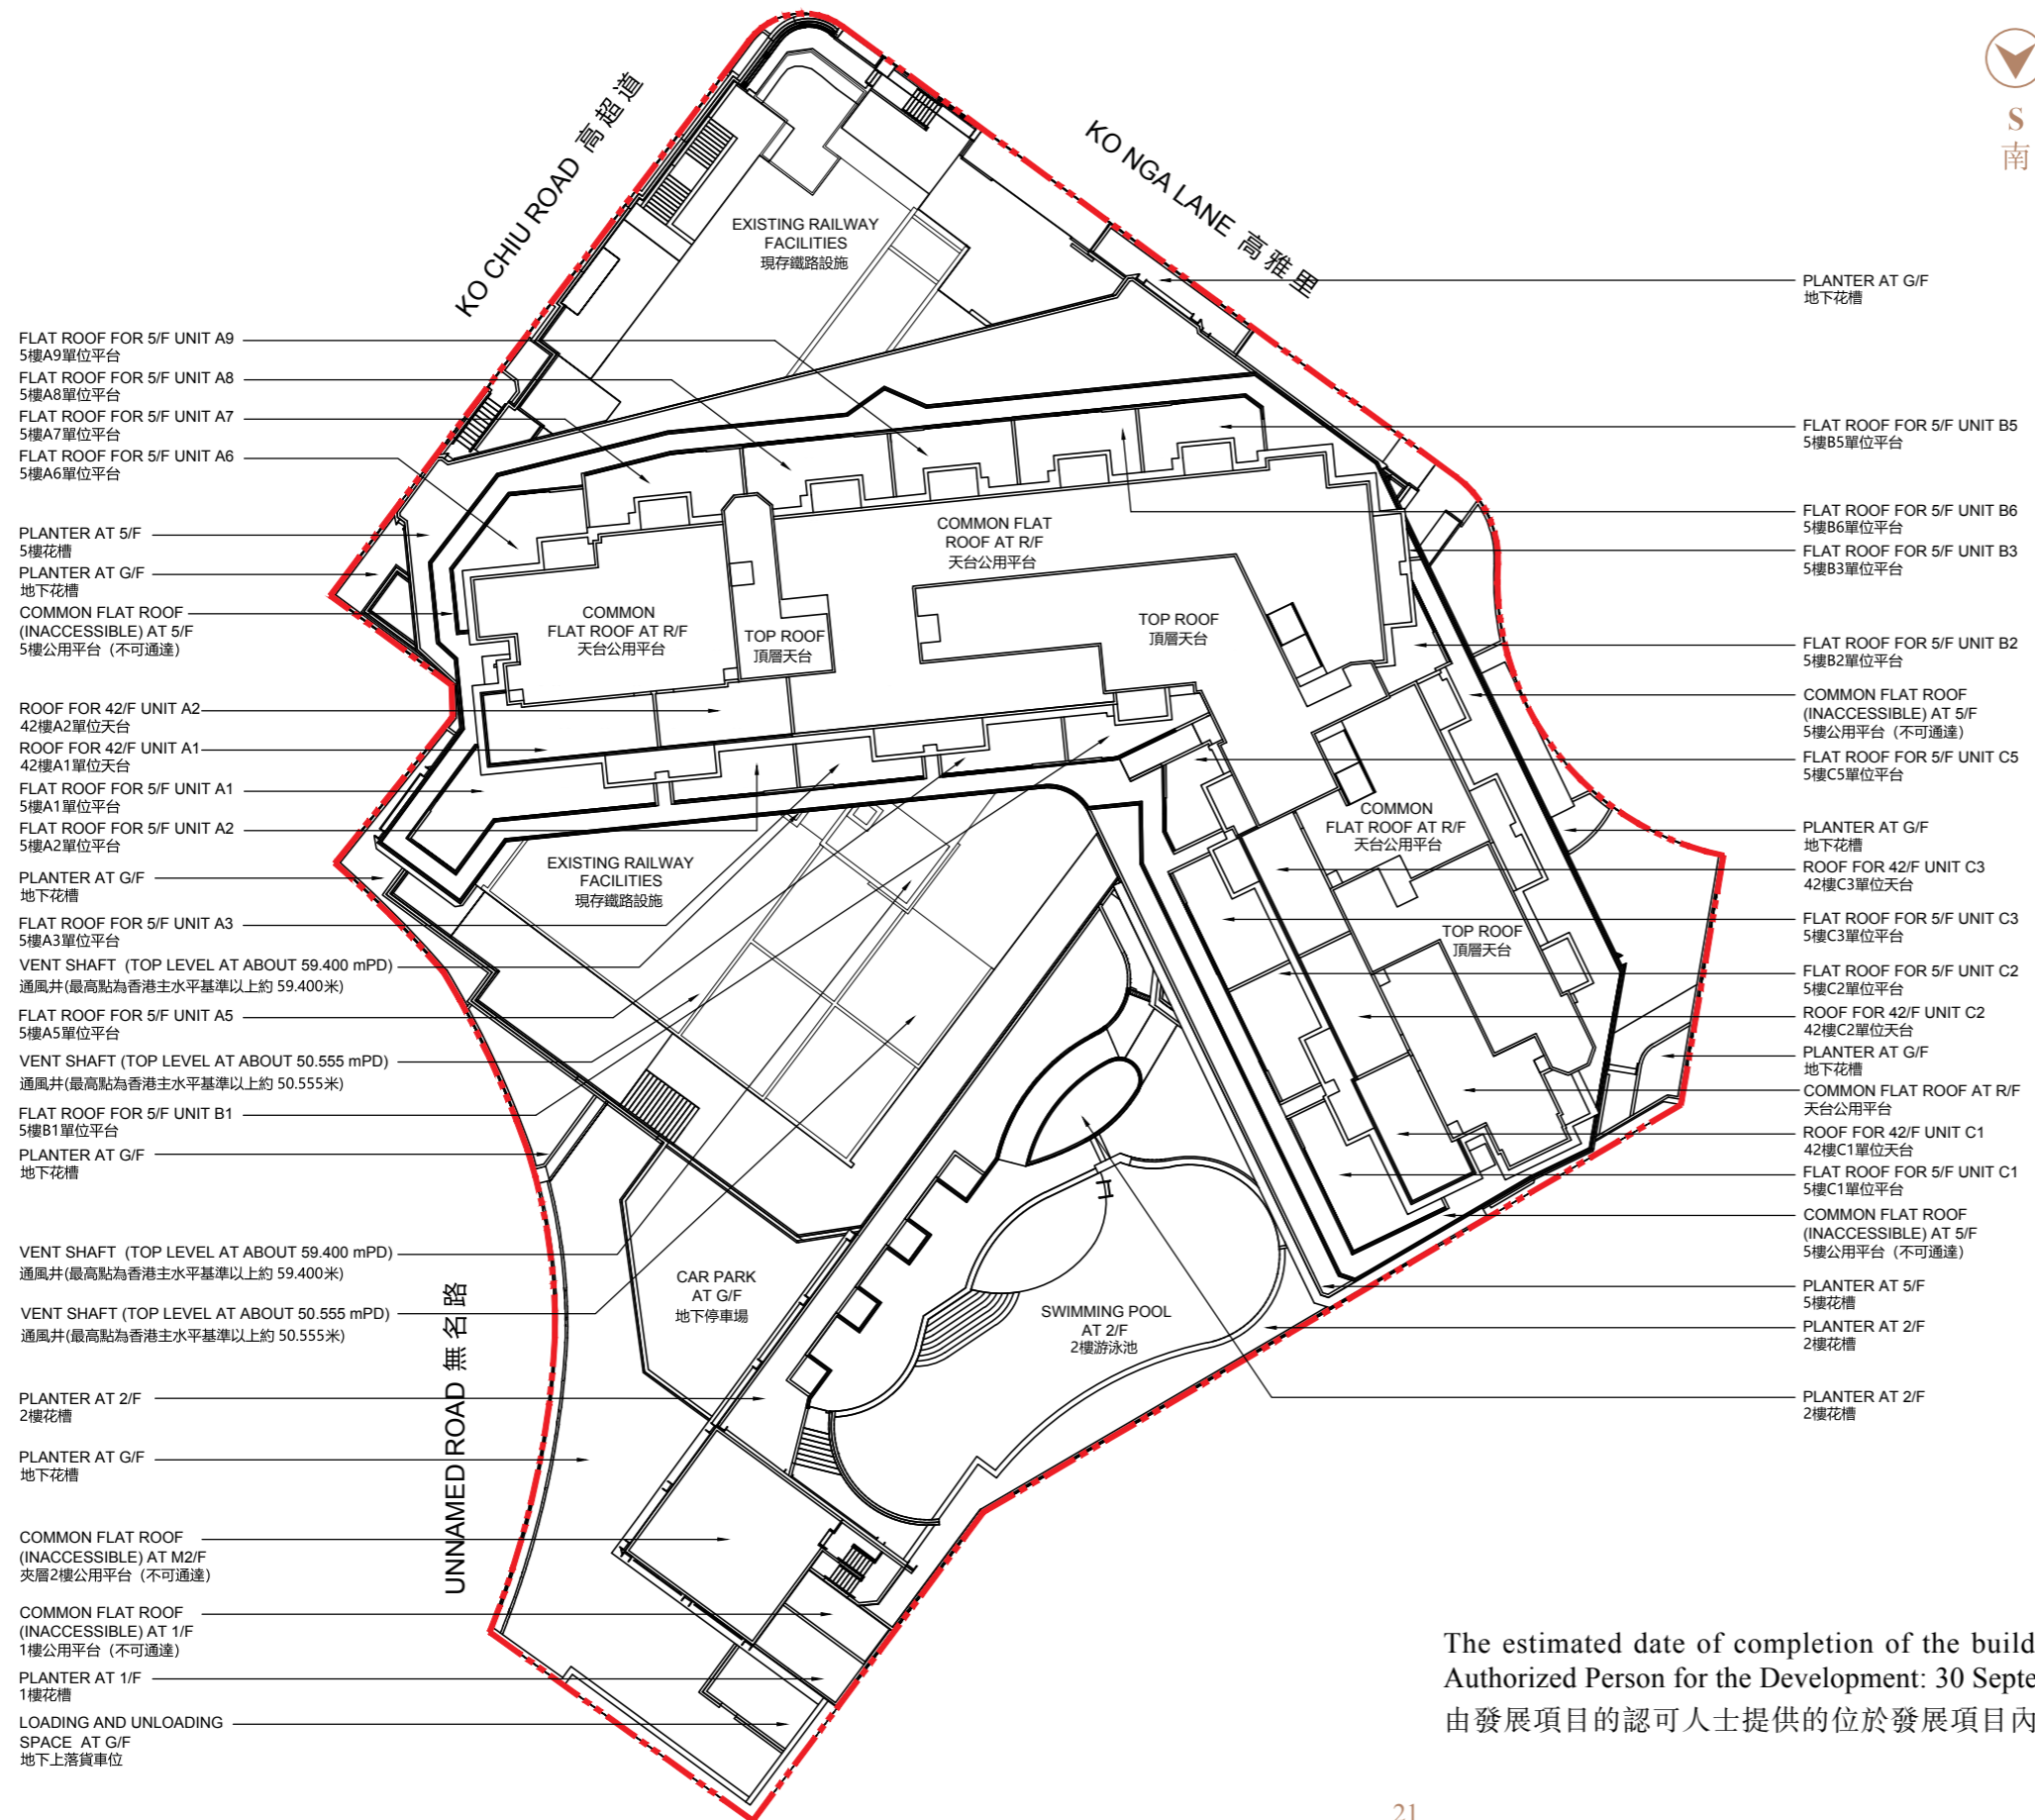 S
南
KO CHIU ROAD 高超道
KO NGA LANE 高雅里
UNNAMED ROAD 無名路
FLAT ROOF FOR 5/F UNIT A9
5樓A9單位平台
FLAT ROOF FOR 5/F UNIT A8
5樓A8單位平台
FLAT ROOF FOR 5/F UNIT A7
5樓A7單位平台
FLAT ROOF FOR 5/F UNIT A6
5樓A6單位平台
PLANTER AT 5/F
5樓花槽
PLANTER AT G/F
地下花槽
COMMON FLAT ROOF
(INACCESSIBLE) AT 5/F
5樓公用平台 (不可通達)
ROOF FOR 42/F UNIT A2
42樓A2單位天台
ROOF FOR 42/F UNIT A1
42樓A1單位天台
FLAT ROOF FOR 5/F UNIT A1
5樓A1單位平台
FLAT ROOF FOR 5/F UNIT A2
5樓A2單位平台
PLANTER AT G/F
地下花槽
FLAT ROOF FOR 5/F UNIT A3
5樓A3單位平台
VENT SHAFT (TOP LEVEL AT ABOUT 59.400 mPD)
通風井(最高點為香港主水平基準以上約 59.400米)
FLAT ROOF FOR 5/F UNIT A5
5樓A5單位平台
VENT SHAFT (TOP LEVEL AT ABOUT 50.555 mPD)
通風井(最高點為香港主水平基準以上約 50.555米)
FLAT ROOF FOR 5/F UNIT B1
5樓B1單位平台
PLANTER AT G/F
地下花槽
VENT SHAFT (TOP LEVEL AT ABOUT 59.400 mPD)
通風井(最高點為香港主水平基準以上約 59.400米)
VENT SHAFT (TOP LEVEL AT ABOUT 50.555 mPD)
通風井(最高點為香港主水平基準以上約 50.555米)
PLANTER AT 2/F
2樓花槽
PLANTER AT G/F
地下花槽
COMMON FLAT ROOF
(INACCESSIBLE) AT M2/F
夾層2樓公用平台 (不可通達)
COMMON FLAT ROOF
(INACCESSIBLE) AT 1/F
1樓公用平台 (不可通達)
PLANTER AT 1/F
1樓花槽
LOADING AND UNLOADING
SPACE AT G/F
地下上落貨車位
EXISTING RAILWAY
FACILITIES
現存鐵路設施
COMMON FLAT
ROOF AT R/F
天台公用平台
COMMON
FLAT ROOF AT R/F
天台公用平台
TOP ROOF
頂層天台
TOP ROOF
頂層天台
COMMON
FLAT ROOF AT R/F
天台公用平台
EXISTING RAILWAY
FACILITIES
現存鐵路設施
TOP ROOF
頂層天台
CAR PARK
AT G/F
地下停車場
SWIMMING POOL
AT 2/F
2樓游泳池
PLANTER AT G/F
地下花槽
FLAT ROOF FOR 5/F UNIT B5
5樓B5單位平台
FLAT ROOF FOR 5/F UNIT B6
5樓B6單位平台
FLAT ROOF FOR 5/F UNIT B3
5樓B3單位平台
FLAT ROOF FOR 5/F UNIT B2
5樓B2單位平台
COMMON FLAT ROOF
(INACCESSIBLE) AT 5/F
5樓公用平台 (不可通達)
FLAT ROOF FOR 5/F UNIT C5
5樓C5單位平台
PLANTER AT G/F
地下花槽
ROOF FOR 42/F UNIT C3
42樓C3單位天台
FLAT ROOF FOR 5/F UNIT C3
5樓C3單位平台
FLAT ROOF FOR 5/F UNIT C2
5樓C2單位平台
ROOF FOR 42/F UNIT C2
42樓C2單位天台
PLANTER AT G/F
地下花槽
COMMON FLAT ROOF AT R/F
天台公用平台
ROOF FOR 42/F UNIT C1
42樓C1單位天台
FLAT ROOF FOR 5/F UNIT C1
5樓C1單位平台
COMMON FLAT ROOF
(INACCESSIBLE) AT 5/F
5樓公用平台 (不可通達)
PLANTER AT 5/F
5樓花槽
PLANTER AT 2/F
2樓花槽
PLANTER AT 2/F
2樓花槽
The estimated date of completion of the build
Authorized Person for the Development: 30 Septe
由發展項目的認可人士提供的位於發展項目內
21